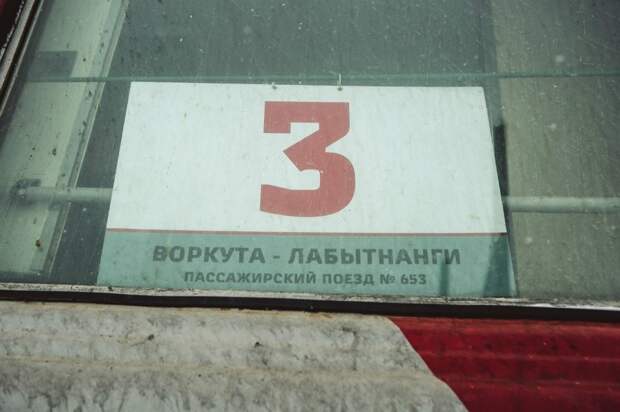 3
ВОРКУТА - ЛАБЫТНАНГИ
ПАССАЖИРСКИЙ ПОЕЗД № 653